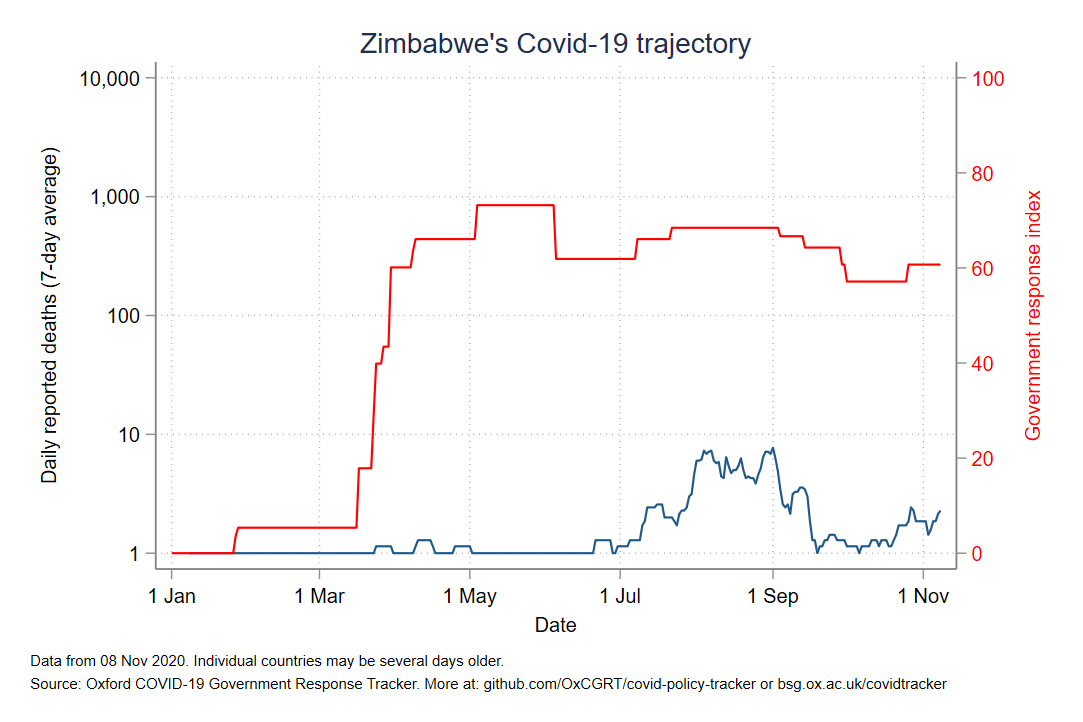 Zimbabwe's Covid-19 trajectory
Daily reported deaths (7-day average)
10,000
1,000
100
10
1
100
80
60
40
20
0
Government response index
1 Jan
1 Mar
1 May
1 Jul
1 Sep
1 Nov
Date
Data from 08 Nov 2020. Individual countries may be several days older.
Source: Oxford COVID-19 Government Response Tracker. More at: github.com/OxCGRT/covid-policy-tracker or bsg.ox.ac.uk/covidtracker